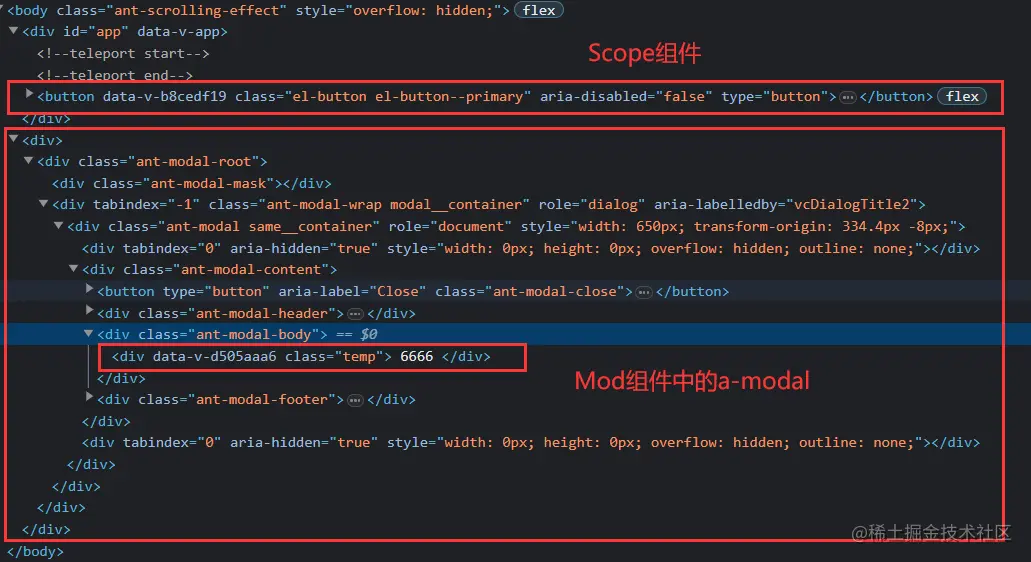 <body class="ant-scrolling-effect" style="overflow: hidden;"> flex
<div id="app" data-v-app>
<!--teleport start-->
Scope组件
<!--teleport end-->
<button data-v-b8cedf19 class="el-button el-button--primary" aria-disabled="false" type="button"> … </button> flex
</div>
<div>
<div class="ant-modal-root">
<div class="ant-modal-mask"></div>
<div tabindex="-1" class="ant-modal-wrap modal__container" role="dialog" aria-labelledby="vcDialogTitle2">
<div class="ant-modal same__container" role="document" style="width: 650px; transform-origin: 334.4px -8px;">
<div tabindex="0" aria-hidden="true" style="width: 0px; height: 0px; overflow: hidden; outline: none;"></div>
<div class="ant-modal-content">
<button type="button" aria-label="Close" class="ant-modal-close"> … </button>
<div class="ant-modal-header"> … </div>
<div class="ant-modal-body"> == $0
<div data-v-d505aaa6 class="temp"> 6666 </div>
</div>
Mod组件中的a-modal
<div class="ant-modal-footer"> … </div>
</div>
<div tabindex="0" aria-hidden="true" style="width: 0px; height: 0px; overflow: hidden; outline: none;"></div>
</div>
</div>
</div>
</div>
@稀土掘金技术社区
</body>